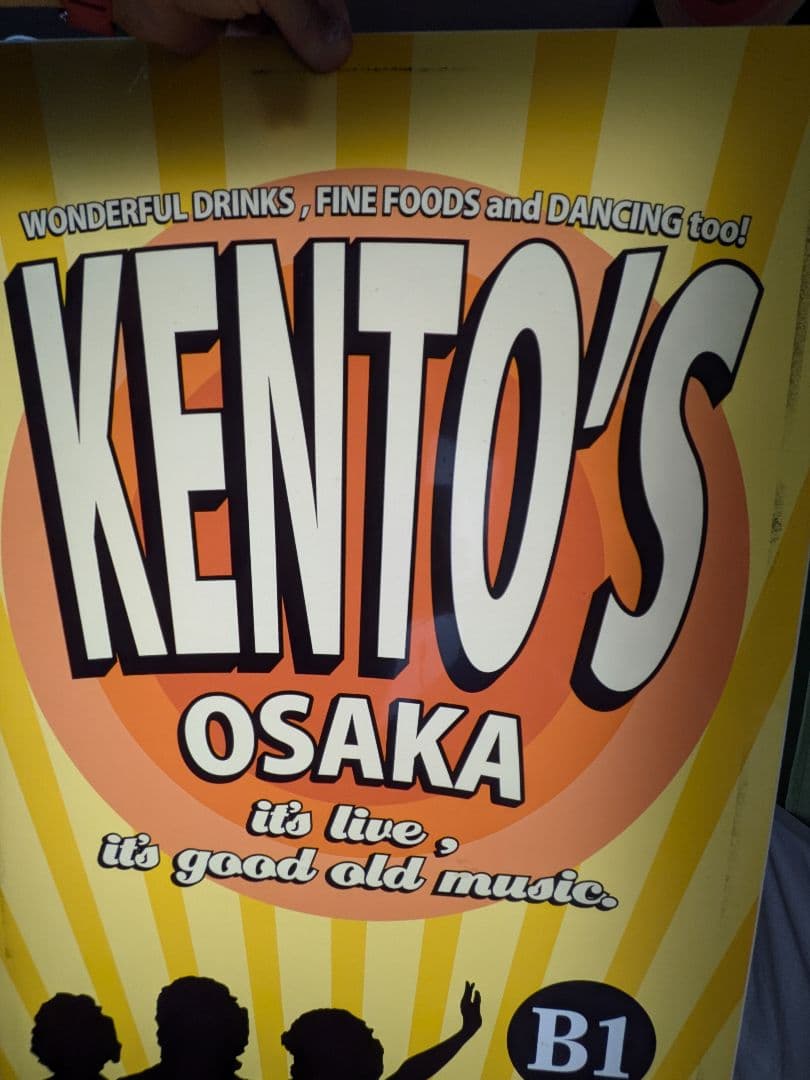 WONDERFUL DRINKS , FINE FOODS and DANCING too!
KENTO'S
OSAKA
it's live ,
it's good old music.
B1